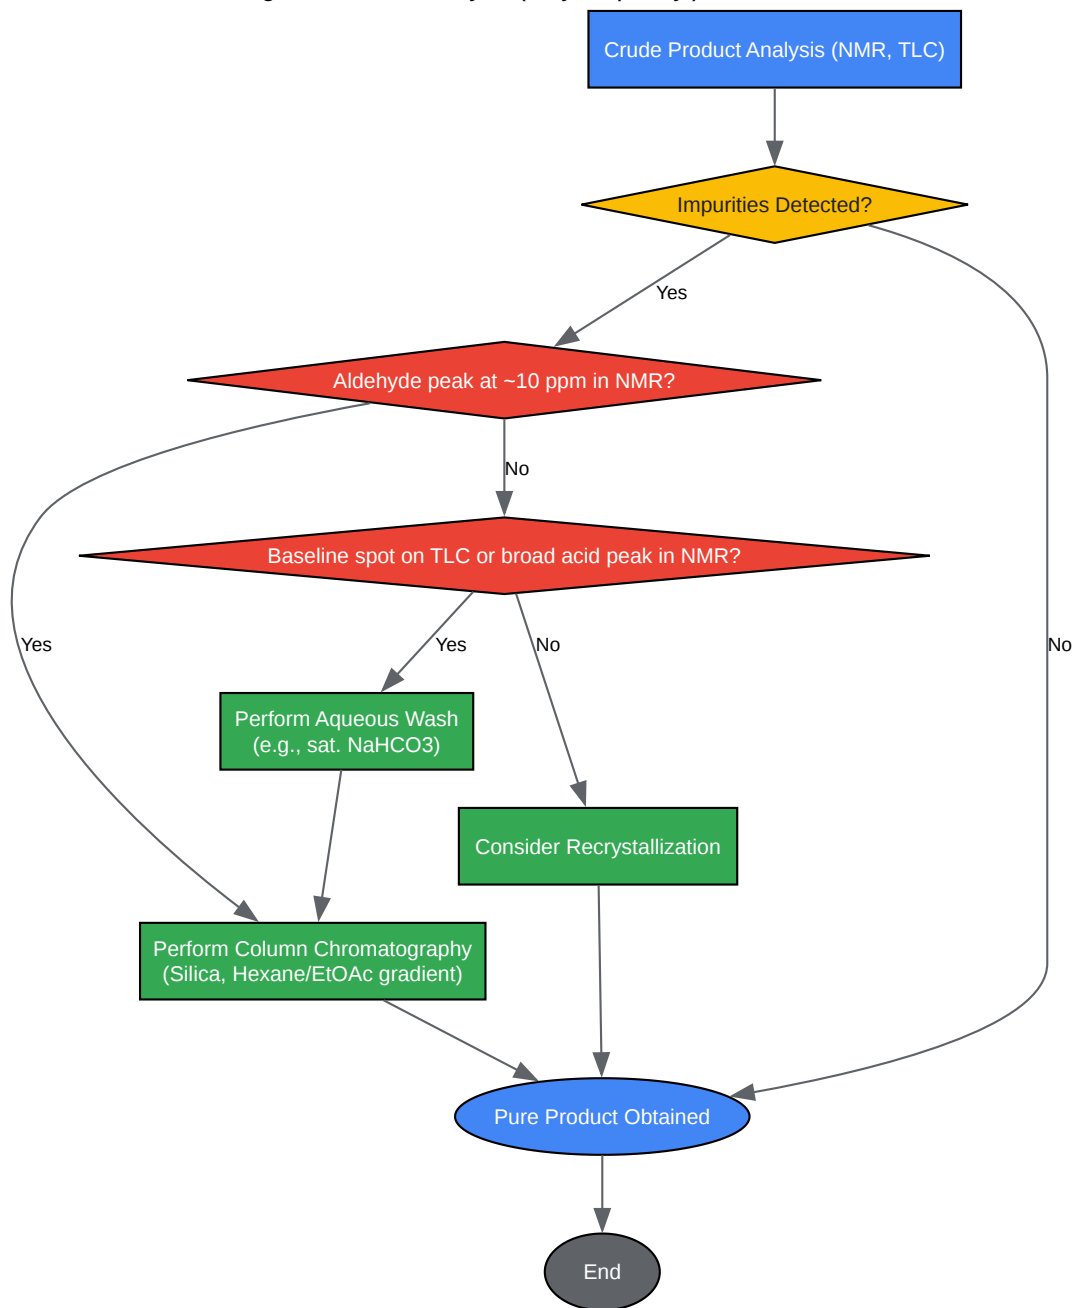 Crude Product Analysis (NMR, TLC)
Impurities Detected?
Yes
Aldehyde peak at ~10 ppm in NMR?
No
Baseline spot on TLC or broad acid peak in NMR?
Yes
Yes
No
No
Perform Aqueous Wash
(e.g., sat. NaHCO3)
Consider Recrystallization
Perform Column Chromatography
(Silica, Hexane/EtOAc gradient)
Pure Product Obtained
End